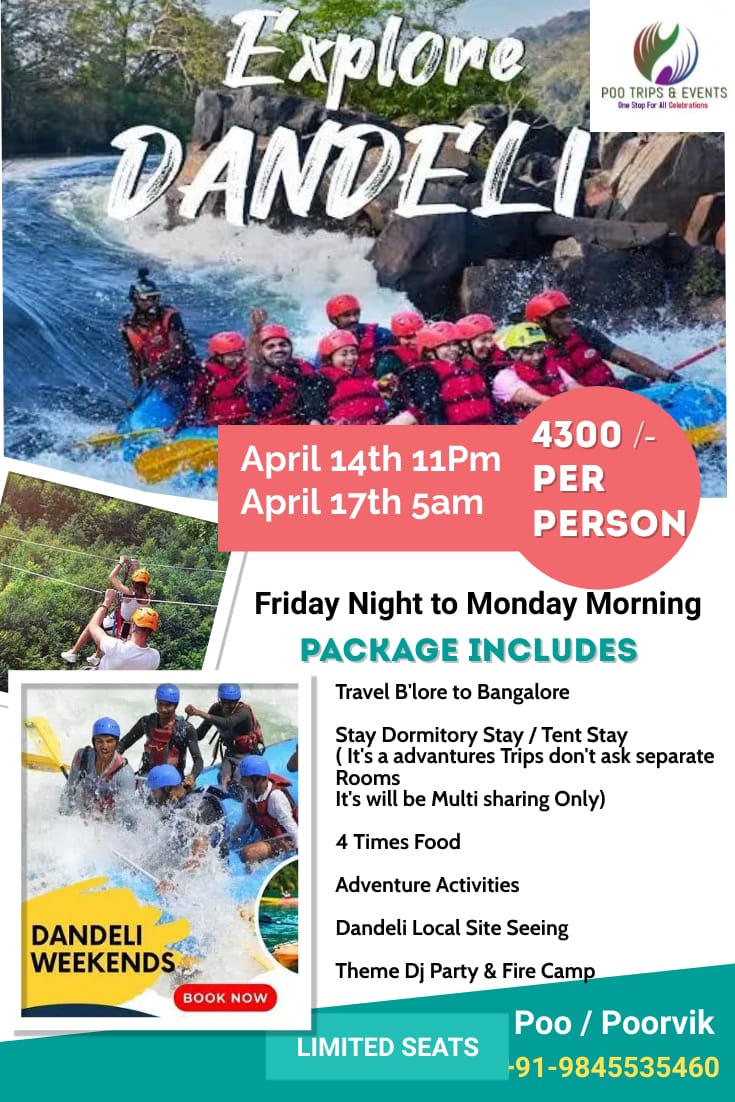 Explore
DANDELI
POO TRIPS & EVENTS
One Stop For All Celebrations
April 14th 11Pm
April 17th 5am
4300 /-
PER
PERSON
Friday Night to Monday Morning
PACKAGE INCLUDES
Travel B'lore to Bangalore
Stay Dormitory Stay / Tent Stay
( It's a advantures Trips don't ask separate
Rooms
It's will be Multi sharing Only)
4 Times Food
Adventure Activities
Dandeli Local Site Seeing
Theme Dj Party & Fire Camp
DANDELI
WEEKENDS
BOOK NOW
LIMITED SEATS
Poo / Poorvik
+91-9845535460